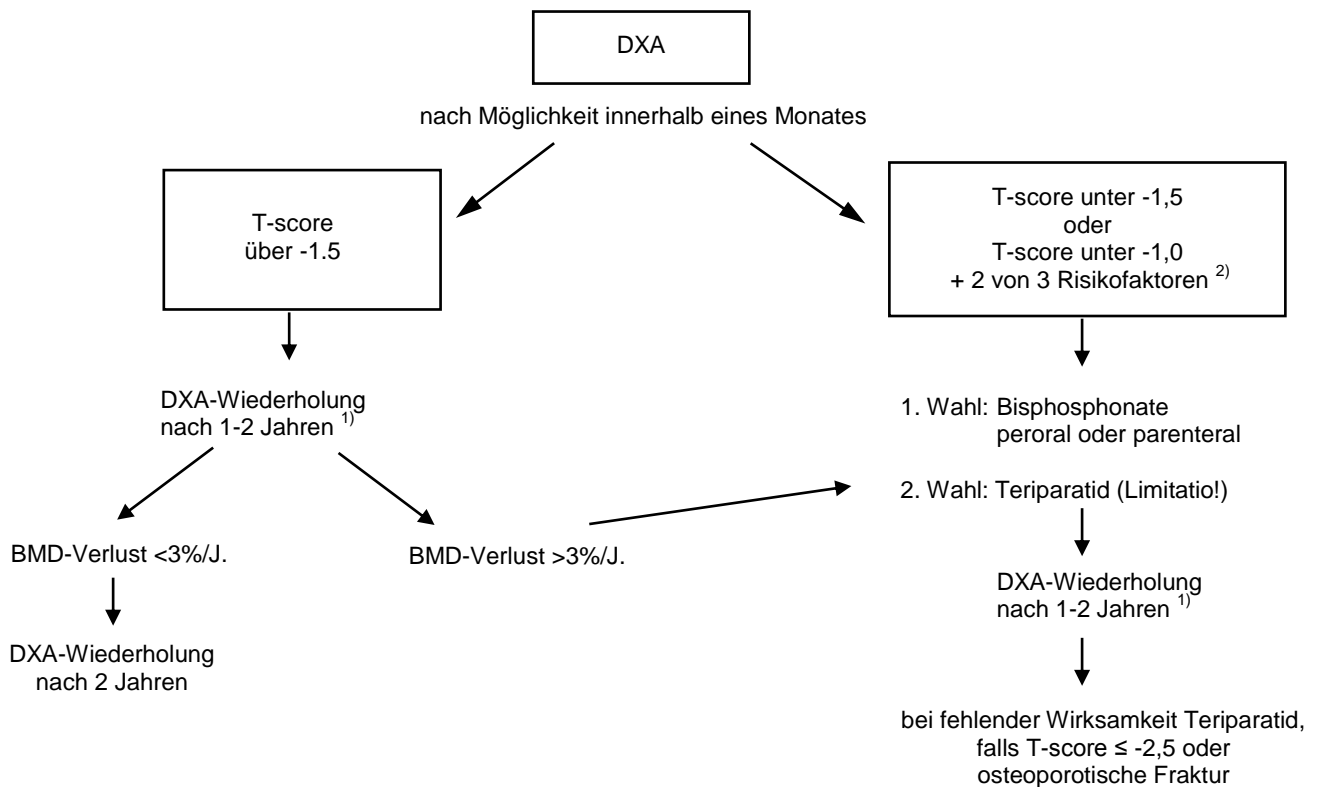 DXA
nach Möglichkeit innerhalb eines Monates
T-score
über -1.5
T-score unter -1,5
oder
T-score unter -1,0
+ 2 von 3 Risikofaktoren 2)
DXA-Wiederholung
nach 1-2 Jahren 1)
1. Wahl: Bisphosphonate
peroral oder parenteral
2. Wahl: Teriparatid (Limitatio!)
BMD-Verlust <3%/J.
BMD-Verlust >3%/J.
DXA-Wiederholung
nach 1-2 Jahren 1)
DXA-Wiederholung
nach 2 Jahren
bei fehlender Wirksamkeit Teriparatid,
falls T-score ≤ -2,5 oder
osteoporotische Fraktur